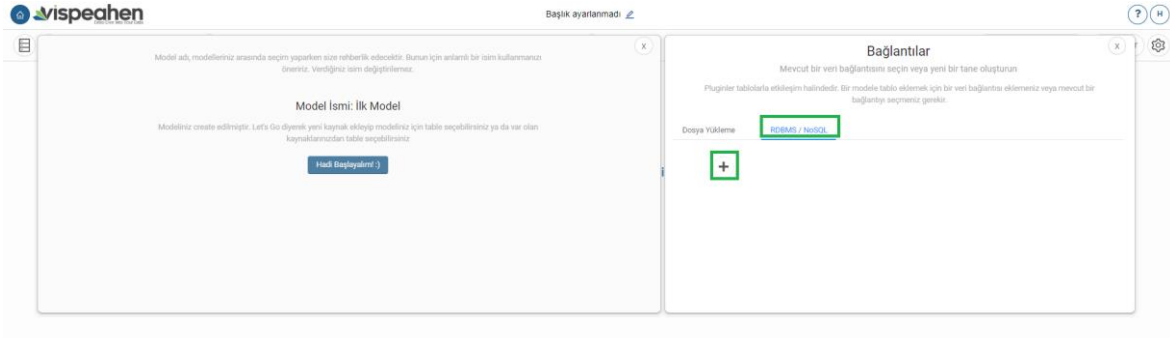 vispeahen
Başlık ayarlanmadı
?
H
Model adı, modelleriniz arasında seçim yaparken size rehberlik edecektir. Bunun için anlamlı bir isim kullanmanızı
öneririz. Verdiğiniz isim değiştirilemez.
x
Model İsmi: İlk Model
Modeliniz create edilmiştir. Let's Go diyerek yeni kaynak ekleyip modeliniz için table seçebilirsiniz ya da var olan
kaynaklarınızdan table seçebilirsiniz
Hadi Başlayalım! :)
Bağlantılar
x
Mevcut bir veri bağlantısını seçin veya yeni bir tane oluşturun
Pluginler tablolarla etkileşim halindedir. Bir modele tablo eklemek için bir veri bağlantısı eklemeniz veya mevcut bir
bağlantıyı seçmeniz gerekir.
Dosya Yükleme
RDBMS / NoSQL
+